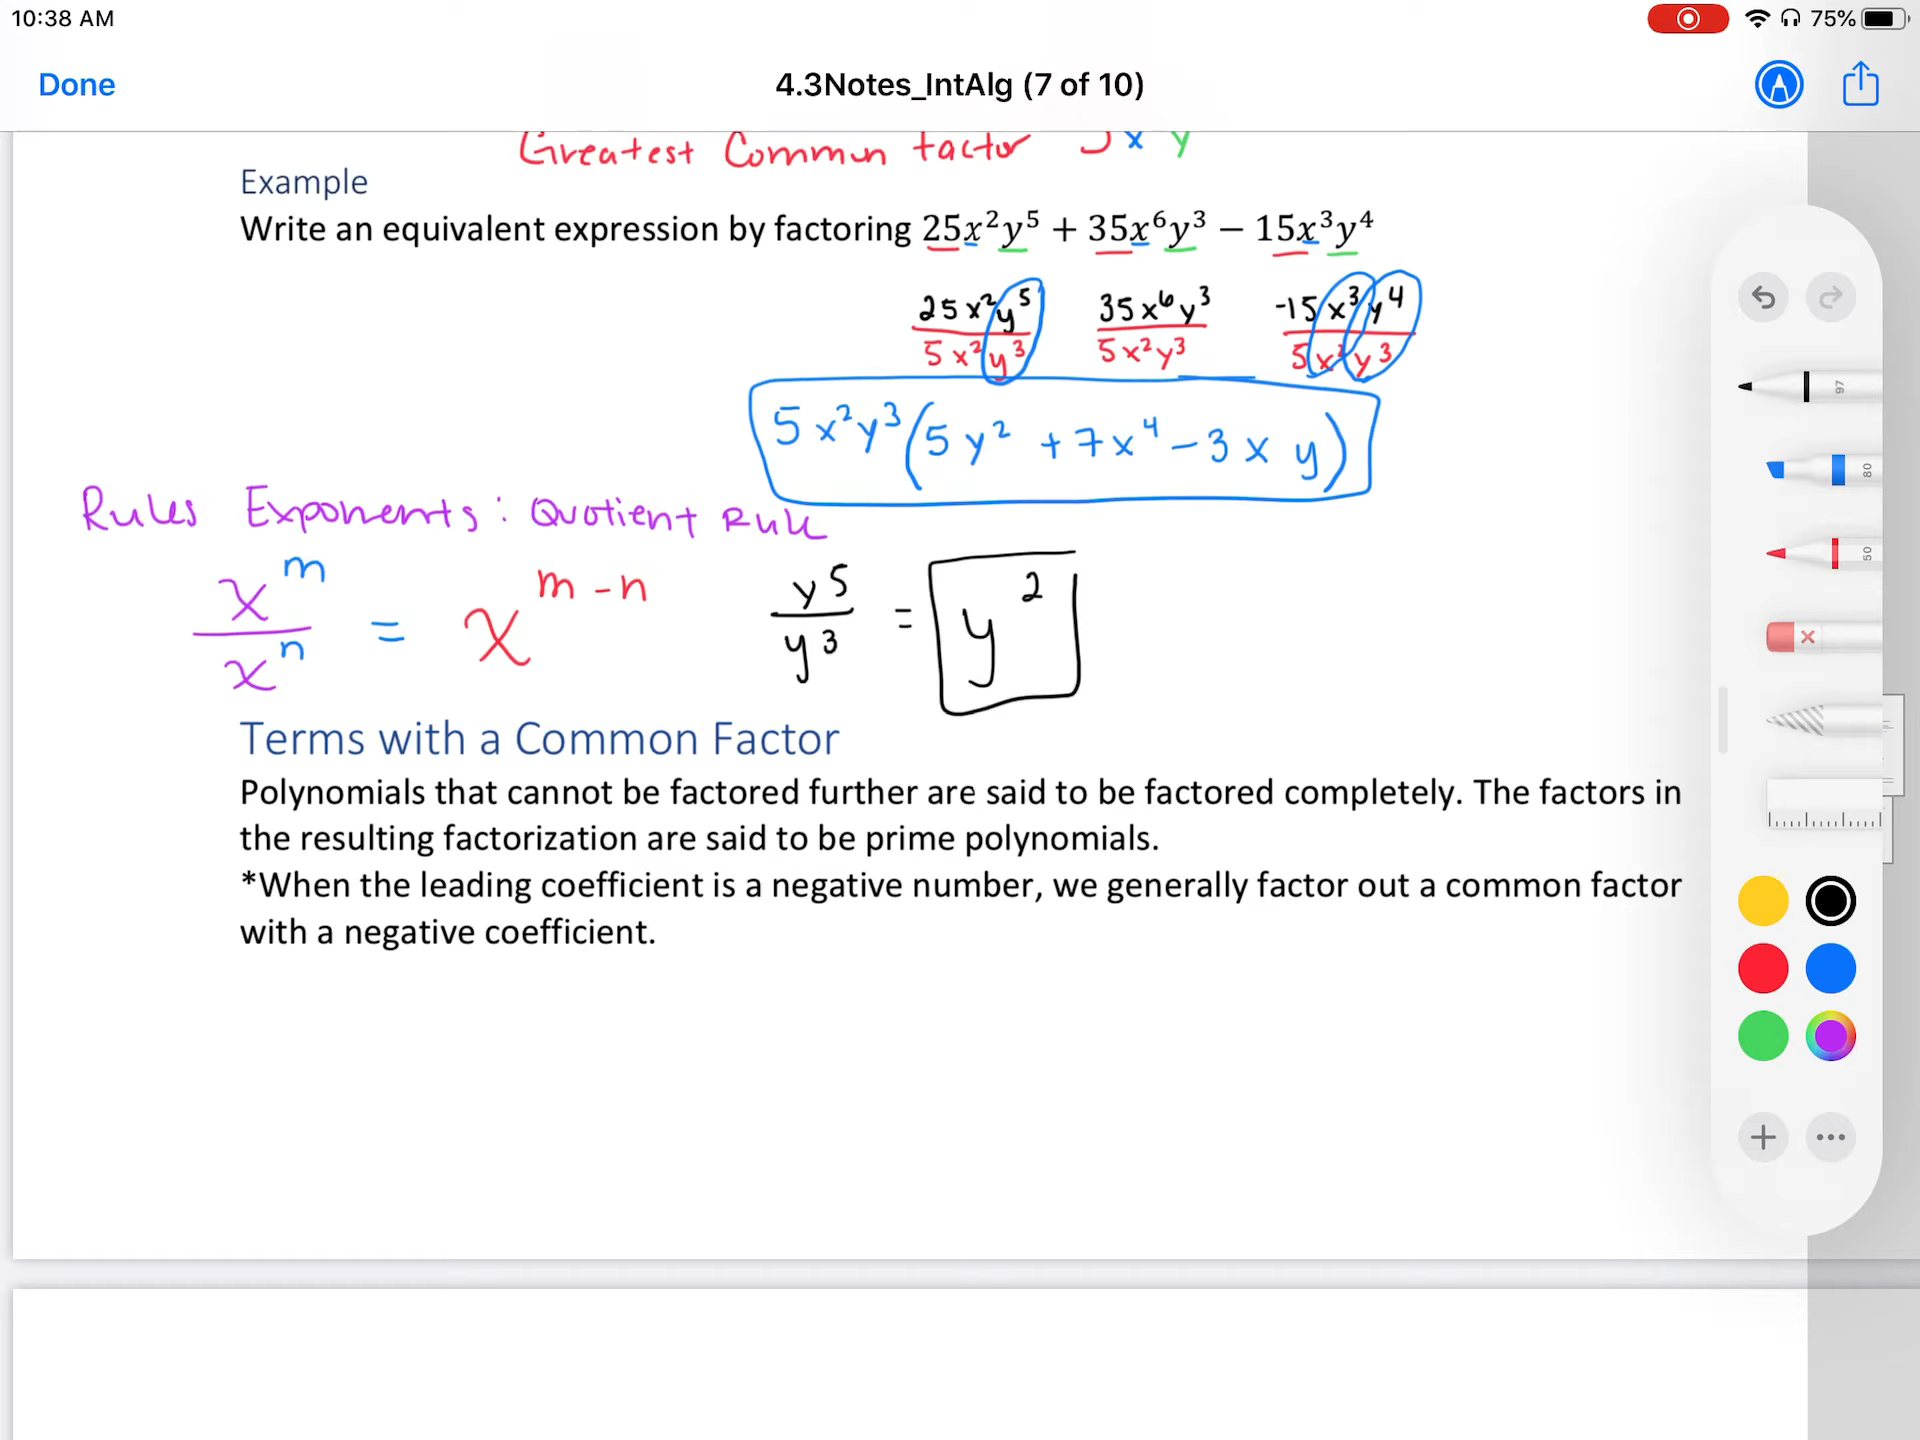 10:38 AM 75%
Done 4.3Notes_IntAlg (7 of 10)
Greatest Common factor 5 x y
Example
Write an equivalent expression by factoring 25x²y⁵ + 35x⁶y³ − 15x³y⁴
25x²y⁵ 35x⁶y³ -15x³y⁴
5x²y³ 5x²y³ 5x²y³
5x²y³(5y² + 7x⁴ − 3xy)
Rules Exponents: Quotient Rule
xᵐ/xⁿ = xᵐ⁻ⁿ y⁵/y³ = y²
Terms with a Common Factor
Polynomials that cannot be factored further are said to be factored completely. The factors in
the resulting factorization are said to be prime polynomials.
*When the leading coefficient is a negative number, we generally factor out a common factor
with a negative coefficient.
97
80
50